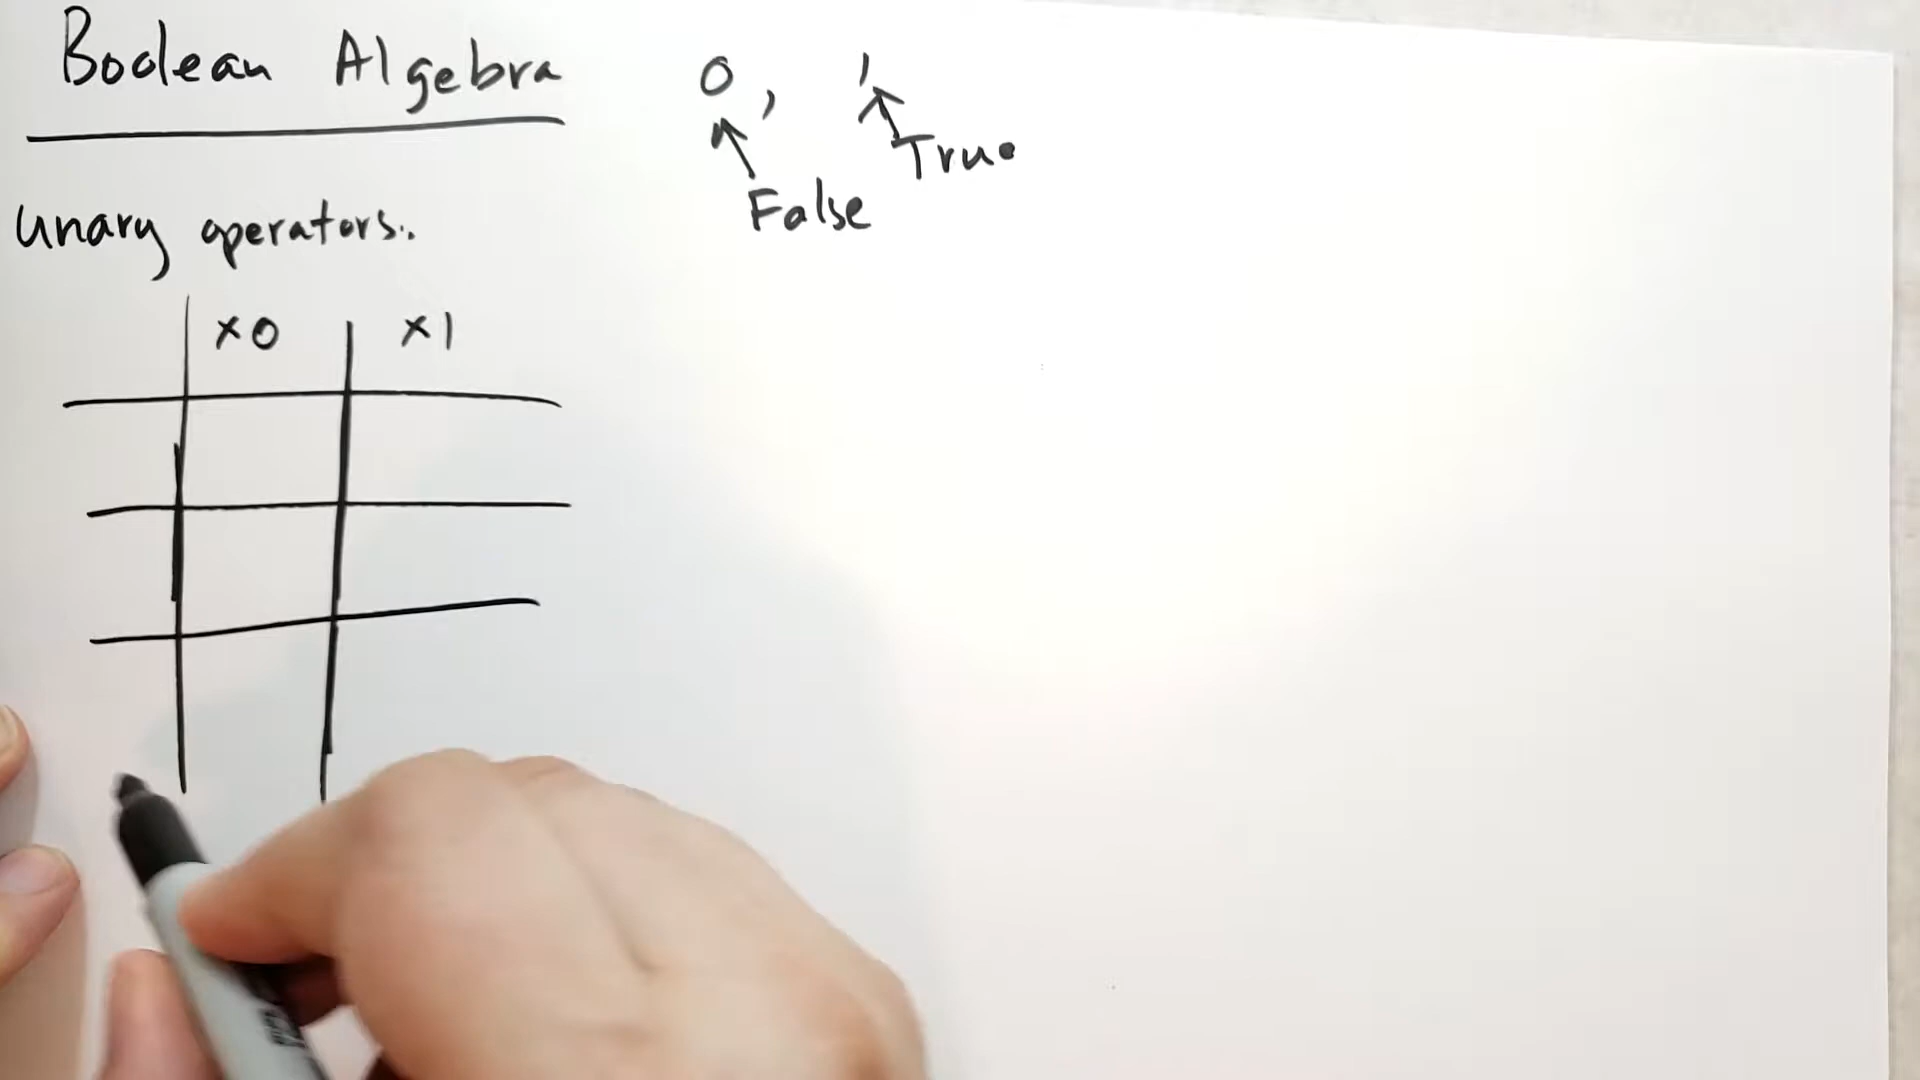 Boolean Algebra
0, 1
True
False
unary operators..
x0 x1